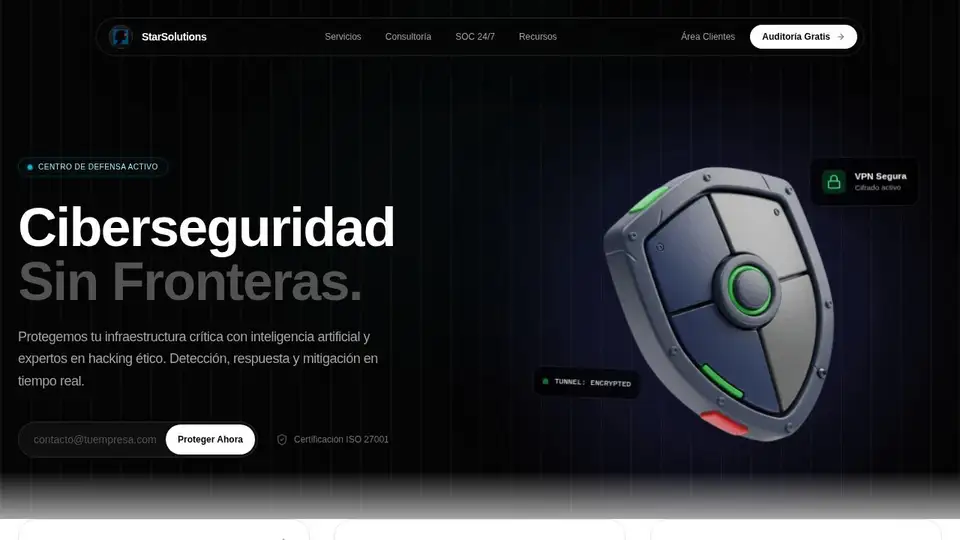 StarSolutions
Servicios
Consultoría
SOC 24/7
Recursos
Área Clientes
Auditoría Gratis
CENTRO DE DEFENSA ACTIVO
Ciberseguridad
Sin Fronteras.
Protegemos tu infraestructura crítica con inteligencia artificial y
expertos en hacking ético. Detección, respuesta y mitigación en
tiempo real.
contacto@tuempresa.com
Proteger Ahora
Certificación ISO 27001
VPN Segura
Cifrado activo
TUNNEL: ENCRYPTED